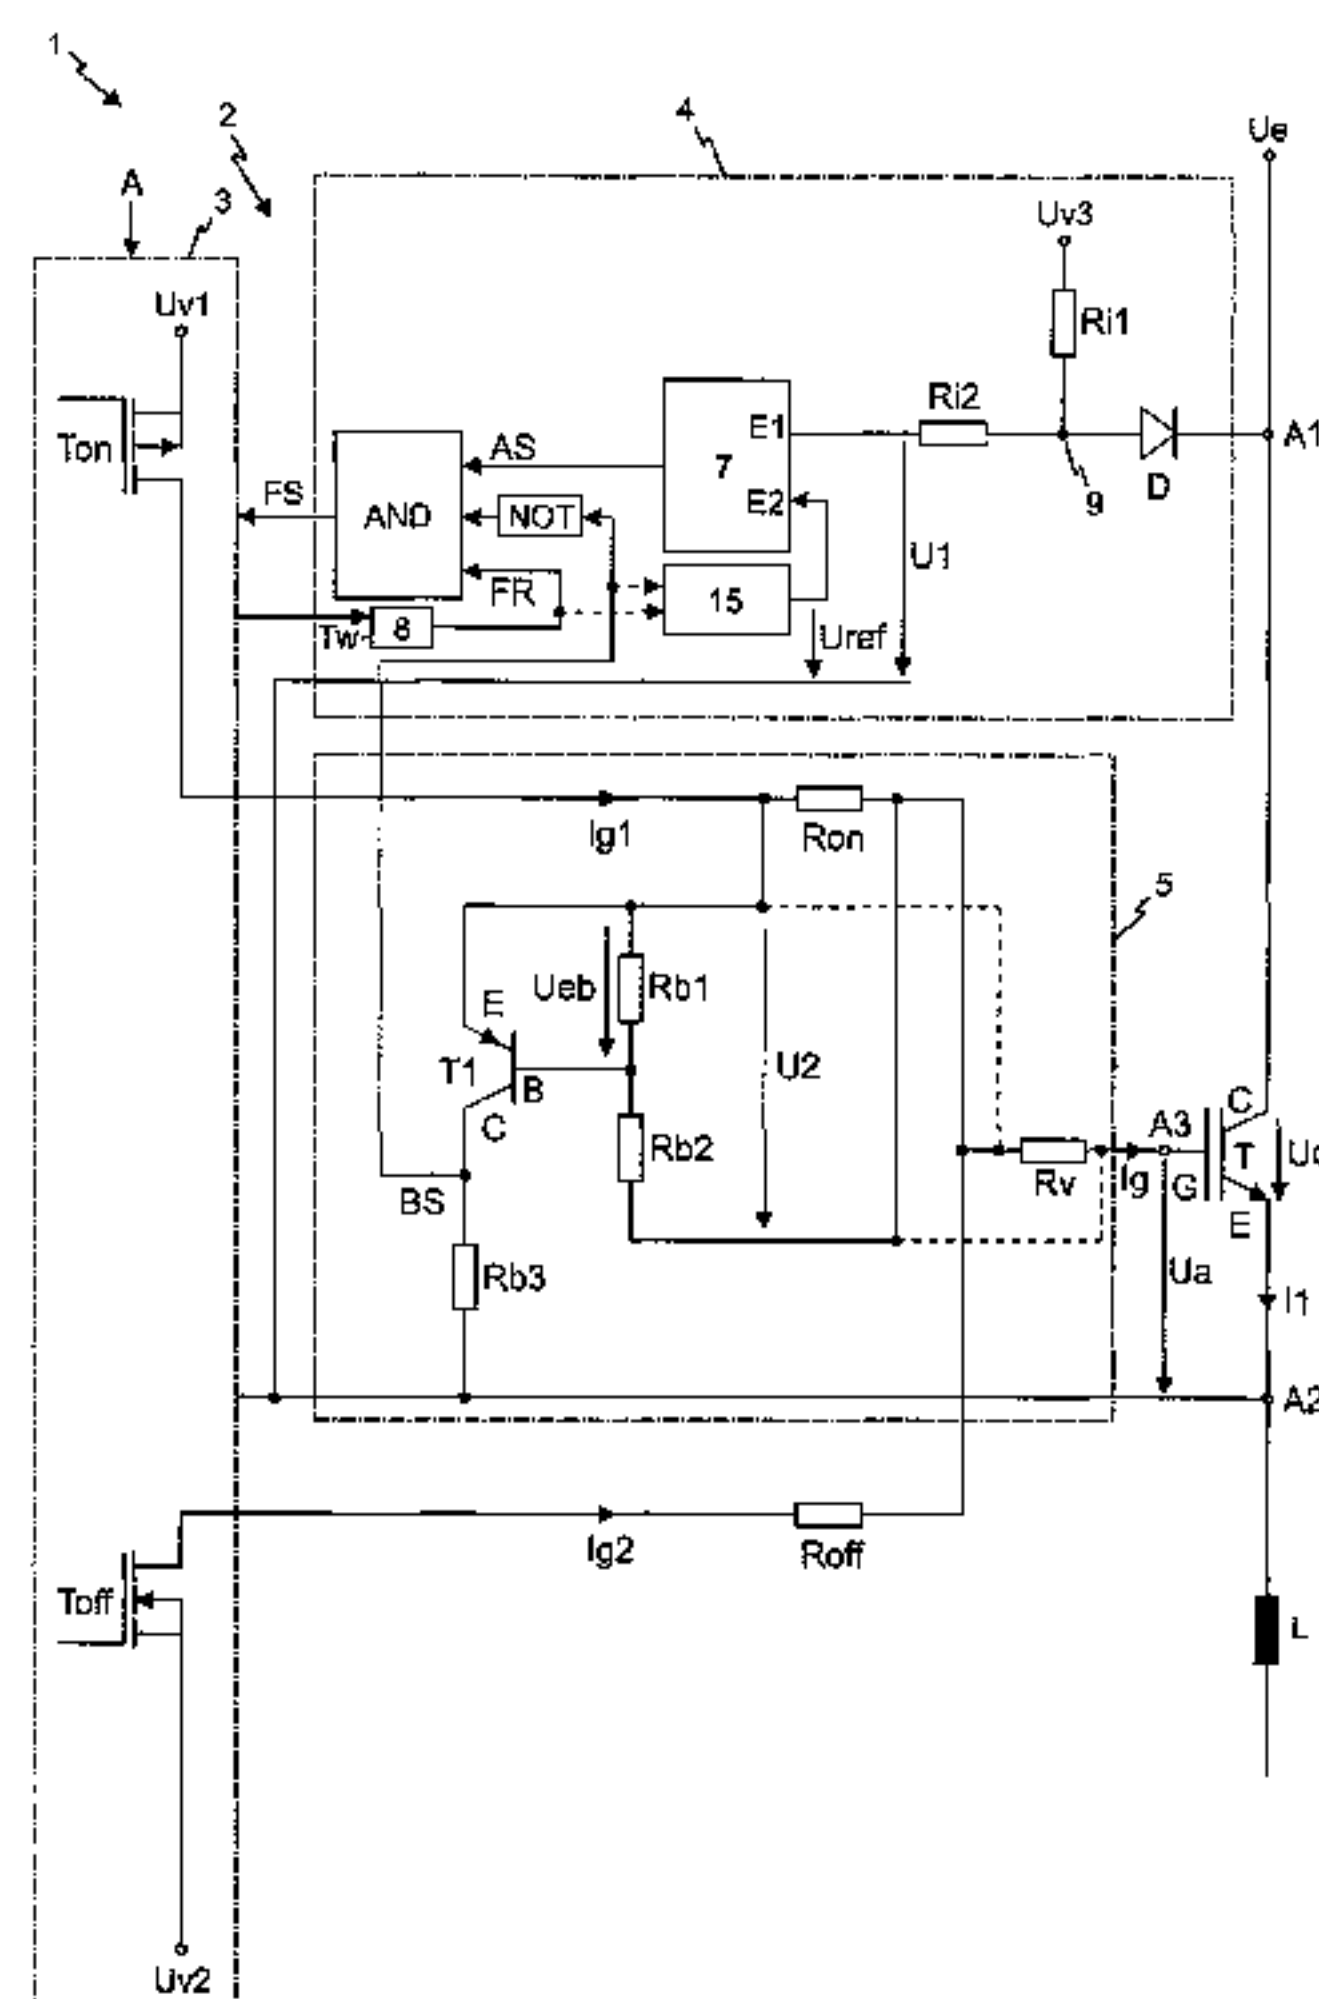 1
2
4
Ue
A
3
Uv3
Uv1
Ri1
Ri2
E1
A1
Ton
AS
7
9
D
FS
AND
NOT
E2
U1
FR
15
Tw
8
Uref
Ig1
Ron
5
Ueb
Rb1
E
T1
B
U2
C
C
A3
T
Rb2
Rv
Ig
G
BS
E
Rb3
Ua
I1
A2
Ig2
Roff
Toff
L
Uv2